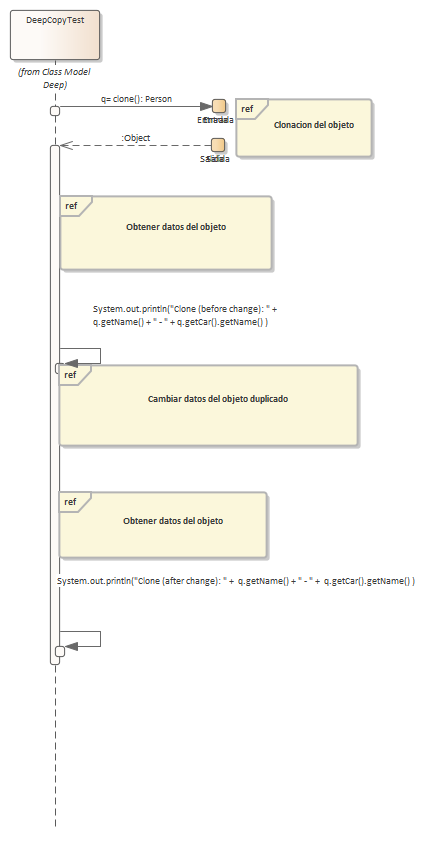 DeepCopyTest
(from Class Model
Deep)
q= clone(): Person
ref
Clonacion del objeto
Entrada
:Object
Salida
ref
Obtener datos del objeto
System.out.println("Clone (before change): " +
q.getName() + " - " + q.getCar().getName() )
ref
Cambiar datos del objeto duplicado
ref
Obtener datos del objeto
System.out.println("Clone (after change): " + q.getName() + " - " + q.getCar().getName() )